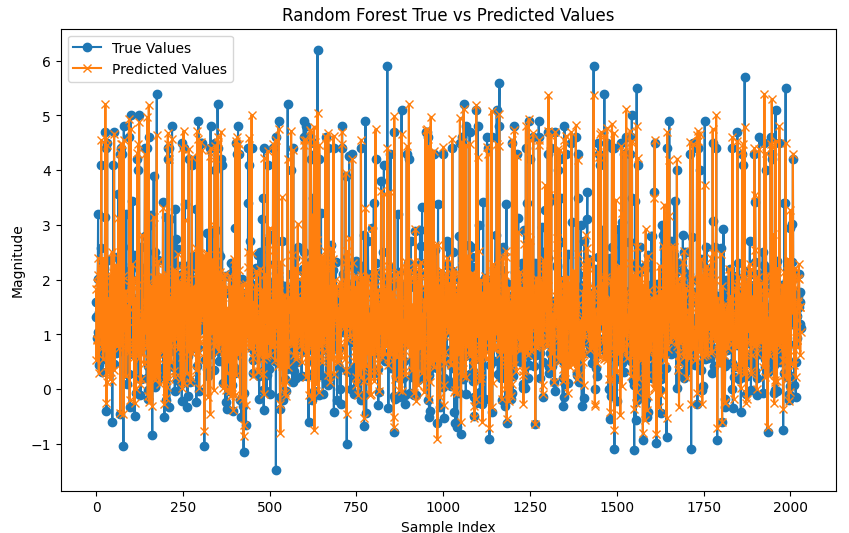 Random Forest True vs Predicted Values
True Values
Predicted Values
6
5
4
3
2
1
0
−1
Magnitude
0 250 500 750 1000 1250 1500 1750 2000
Sample Index